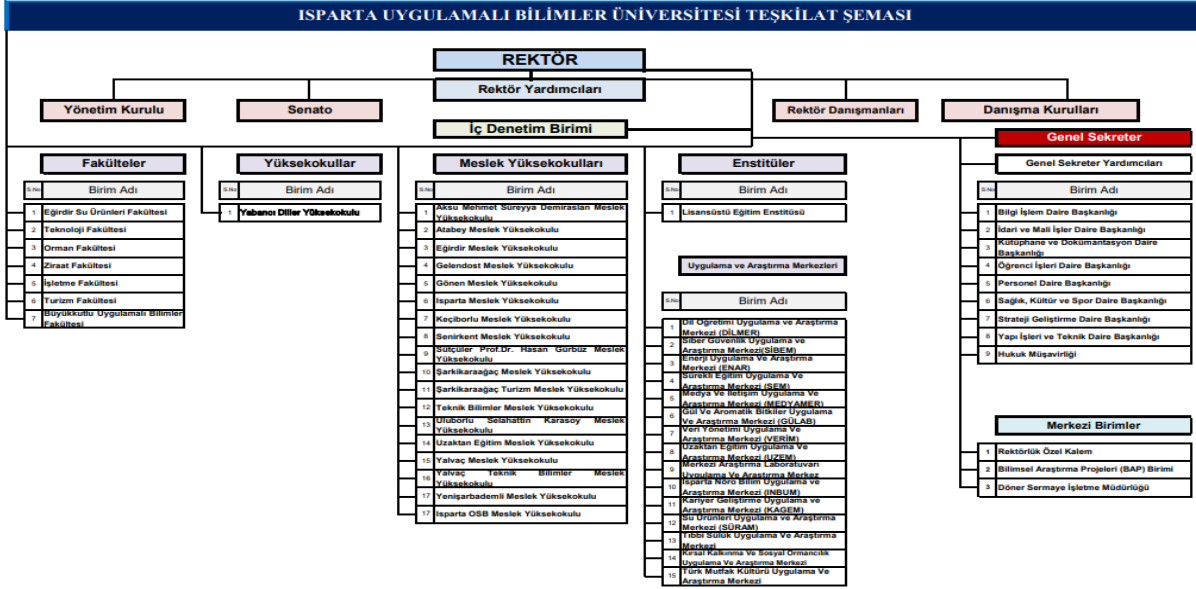 ISPARTA UYGULAMALI BİLİMLER ÜNİVERSİTESİ TEŞKİLAT ŞEMASI
REKTÖR
Rektör Yardımcıları
Yönetim Kurulu
Senato
Rektör Danışmanları
Danışma Kurulları
İç Denetim Birimi
Genel Sekreter
Genel Sekreter Yardımcıları
Fakülteler
S.No Birim Adı
1 Eğirdir Su Ürünleri Fakültesi
2 Teknoloji Fakültesi
3 Orman Fakültesi
4 Ziraat Fakültesi
5 İşletme Fakültesi
6 Turizm Fakültesi
7 Büyükkutlu Uygulamalı Bilimler
Fakültesi
Yüksekokullar
S.No Birim Adı
1 Yabancı Diller Yüksekokulu
Meslek Yüksekokulları
S.No Birim Adı
1 Aksu Mehmet Süreyya Demiraslan Meslek
Yüksekokulu
2 Atabey Meslek Yüksekokulu
3 Eğirdir Meslek Yüksekokulu
4 Gelendost Meslek Yüksekokulu
5 Gönen Meslek Yüksekokulu
6 Isparta Meslek Yüksekokulu
7 Keçiborlu Meslek Yüksekokulu
8 Senirkent Meslek Yüksekokulu
9 Sütçüler Prof.Dr. Hasan Gürbüz Meslek
Yüksekokulu
10 Şarkikaraağaç Meslek Yüksekokulu
11 Şarkikaraağaç Turizm Meslek Yüksekokulu
12 Teknik Bilimler Meslek Yüksekokulu
13 Uluborlu Selahattin Karasoy Meslek
Yüksekokulu
14 Uzaktan Eğitim Meslek Yüksekokulu
15 Yalvaç Meslek Yüksekokulu
16 Yalvaç Teknik Bilimler Meslek
Yüksekokulu
17 Yenişarbademli Meslek Yüksekokulu
17 Isparta OSB Meslek Yüksekokulu
Enstitüler
S.No Birim Adı
1 Lisansüstü Eğitim Enstitüsü
Uygulama ve Araştırma Merkezleri
S.No Birim Adı
1 Dil Öğretimi Uygulama ve Araştırma
Merkezi (DİLMER)
2 Siber Güvenlik Uygulama ve
Araştırma Merkezi(SİBEM)
3 Enerji Uygulama Ve Araştırma
Merkezi (ENAR)
4 Sürekli Eğitim Uygulama ve
Araştırma Merkezi (SEM)
5 Medya Ve İletişim Uygulama Ve
Araştırma Merkezi (MEDYAMER)
6 Gül Ve Aromatik Bitkiler Uygulama
Ve Araştırma Merkezi (GÜLAB)
7 Veri Yönetimi Uygulama Ve
Araştırma Merkezi (VERİM)
8 Uzaktan Eğitim Uygulama Ve
Araştırma Merkezi (UZEM)
9 Merkezi Araştırma Laboratuvarı
Uygulama Ve Araştırma Merkez
10 Isparta Nöro Bilim Uygulama ve
Araştırma Merkezi (INBUM)
11 Kariyer Geliştirme Uygulama ve
Araştırma Merkezi (KAGEM)
12 Su Ürünleri Uygulama ve Araştırma
Merkezi (SÜRAM)
13 Tıbbi Sülük Uygulama Ve Araştırma
Merkezi
14 Kırsal Kalkınma Ve Sosyal Ormancılık
Uygulama Ve Araştırma Merkezi
15 Türk Mutfak Kültürü Uygulama Ve
Araştırma Merkezi
S.No Birim Adı
1 Bilgi İşlem Daire Başkanlığı
2 İdari ve Mali İşler Daire Başkanlığı
3 Kütüphane ve Dokümantasyon Daire
Başkanlığı
4 Öğrenci İşleri Daire Başkanlığı
5 Personel Daire Başkanlığı
6 Sağlık, Kültür ve Spor Daire Başkanlığı
7 Strateji Geliştirme Daire Başkanlığı
8 Yapı İşleri ve Teknik Daire Başkanlığı
9 Hukuk Müşavirliği
Merkezi Birimler
1 Rektörlük Özel Kalem
2 Bilimsel Araştırma Projeleri (BAP) Birimi
3 Döner Sermaye İşletme Müdürlüğü